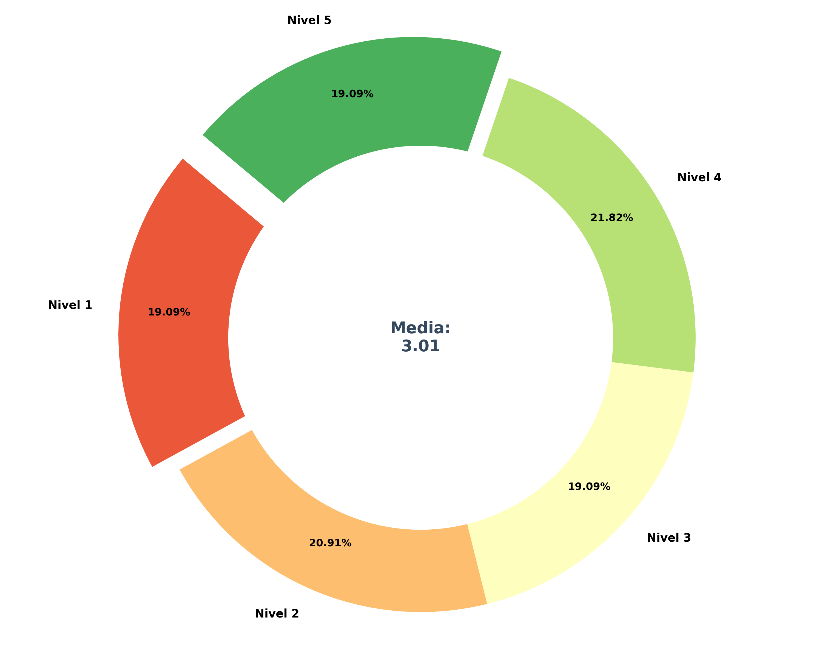 Nivel 5
19.09%
Nivel 4
21.82%
Nivel 1
19.09%
Media:
3.01
19.09%
Nivel 3
20.91%
Nivel 2